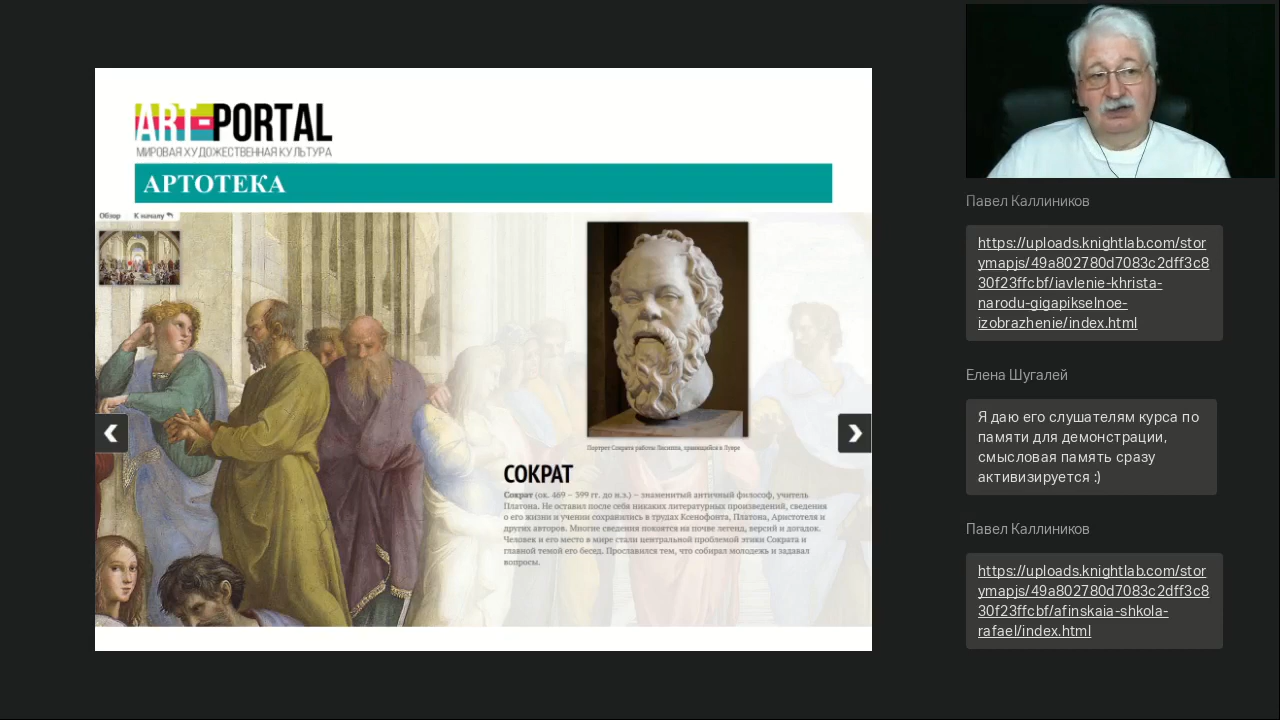 ART-PORTAL
МИРОВАЯ ХУДОЖЕСТВЕННАЯ КУЛЬТУРА
АРТОТЕКА
Обзор К началу
Портрет Сократа работы Лисиппа, хранящийся в Лувре
СОКРАТ
Сократ (ок. 469 – 399 гг. до н.э.) – знаменитый античный философ, учитель
Платона. Не оставил после себя никаких литературных произведений, сведения
о его жизни и учении сохранились в трудах Ксенофонта, Платона, Аристотеля и
других авторов. Многие сведения покоятся на почве легенд, версий и догадок.
Человек и его место в мире стали центральной проблемой этики Сократа и
главной темой его бесед. Прославился тем, что собирал молодежь и задавал
вопросы.
Павел Каллиников
https://uploads.knightlab.com/stor
ymapjs/49a802780d7083c2dff3c8
30f23ffcbf/iavlenie-khrista-
narodu-gigapikselnoe-
izobrazhenie/index.html
Елена Шугалей
Я даю его слушателям курса по
памяти для демонстрации,
смысловая память сразу
активизируется :)
Павел Каллиников
https://uploads.knightlab.com/stor
ymapjs/49a802780d7083c2dff3c8
30f23ffcbf/afinskaia-shkola-
rafael/index.html